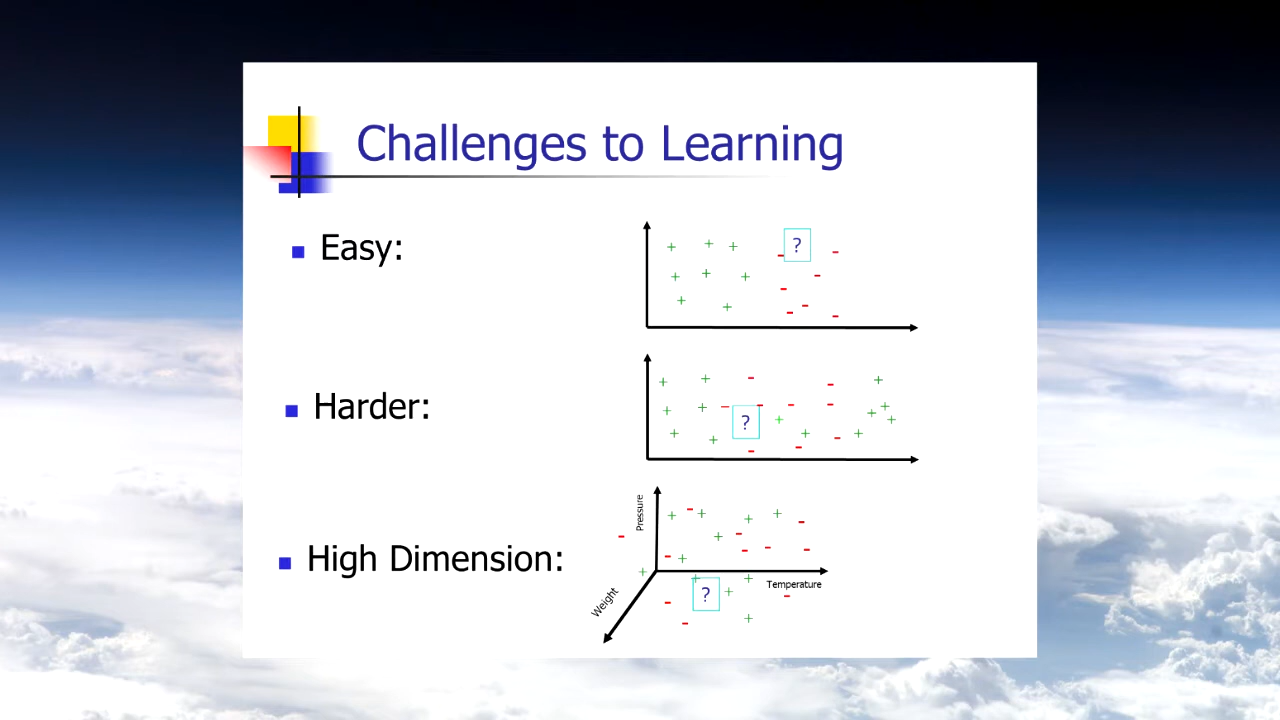 Challenges to Learning
Easy:
?
Harder:
?
High Dimension:
Pressure
Temperature
Weight
?